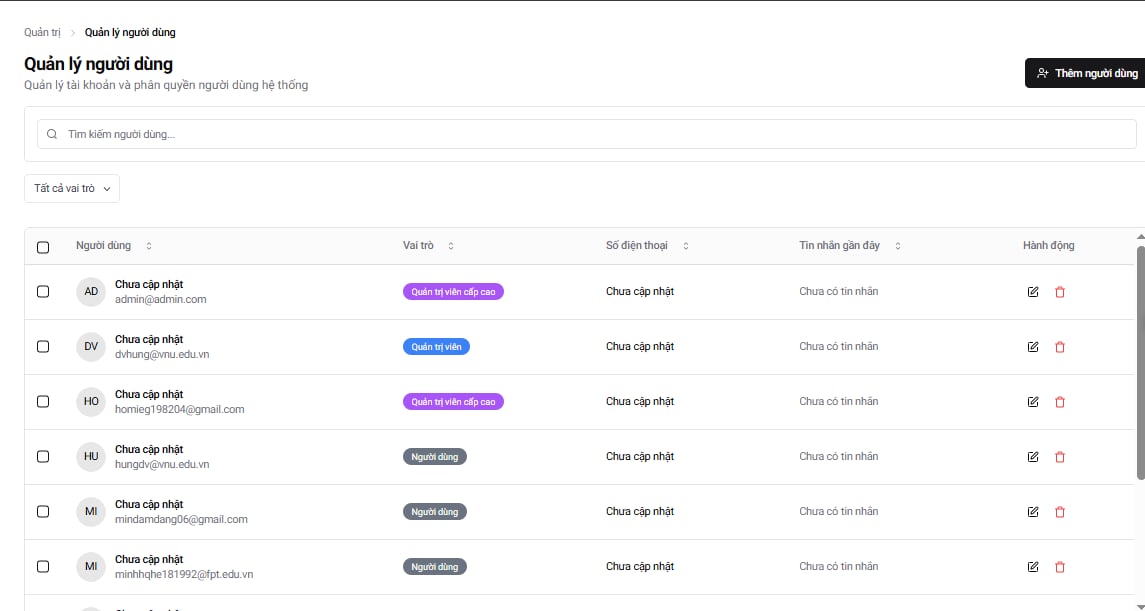 Quản trị > Quản lý người dùng
Quản lý người dùng
Quản lý tài khoản và phân quyền người dùng hệ thống
Thêm người dùng
Tìm kiếm người dùng...
Tất cả vai trò
Người dùng Vai trò Số điện thoại Tin nhắn gần đây Hành động
AD Chưa cập nhật
admin@admin.com Quản trị viên cấp cao Chưa cập nhật Chưa có tin nhắn
DV Chưa cập nhật
dvhung@vnu.edu.vn Quản trị viên Chưa cập nhật Chưa có tin nhắn
HO Chưa cập nhật
homieg198204@gmail.com Quản trị viên cấp cao Chưa cập nhật Chưa có tin nhắn
HU Chưa cập nhật
hungdv@vnu.edu.vn Người dùng Chưa cập nhật Chưa có tin nhắn
MI Chưa cập nhật
mindamdang06@gmail.com Người dùng Chưa cập nhật Chưa có tin nhắn
MI Chưa cập nhật
minhhqhe181992@fpt.edu.vn Người dùng Chưa cập nhật Chưa có tin nhắn